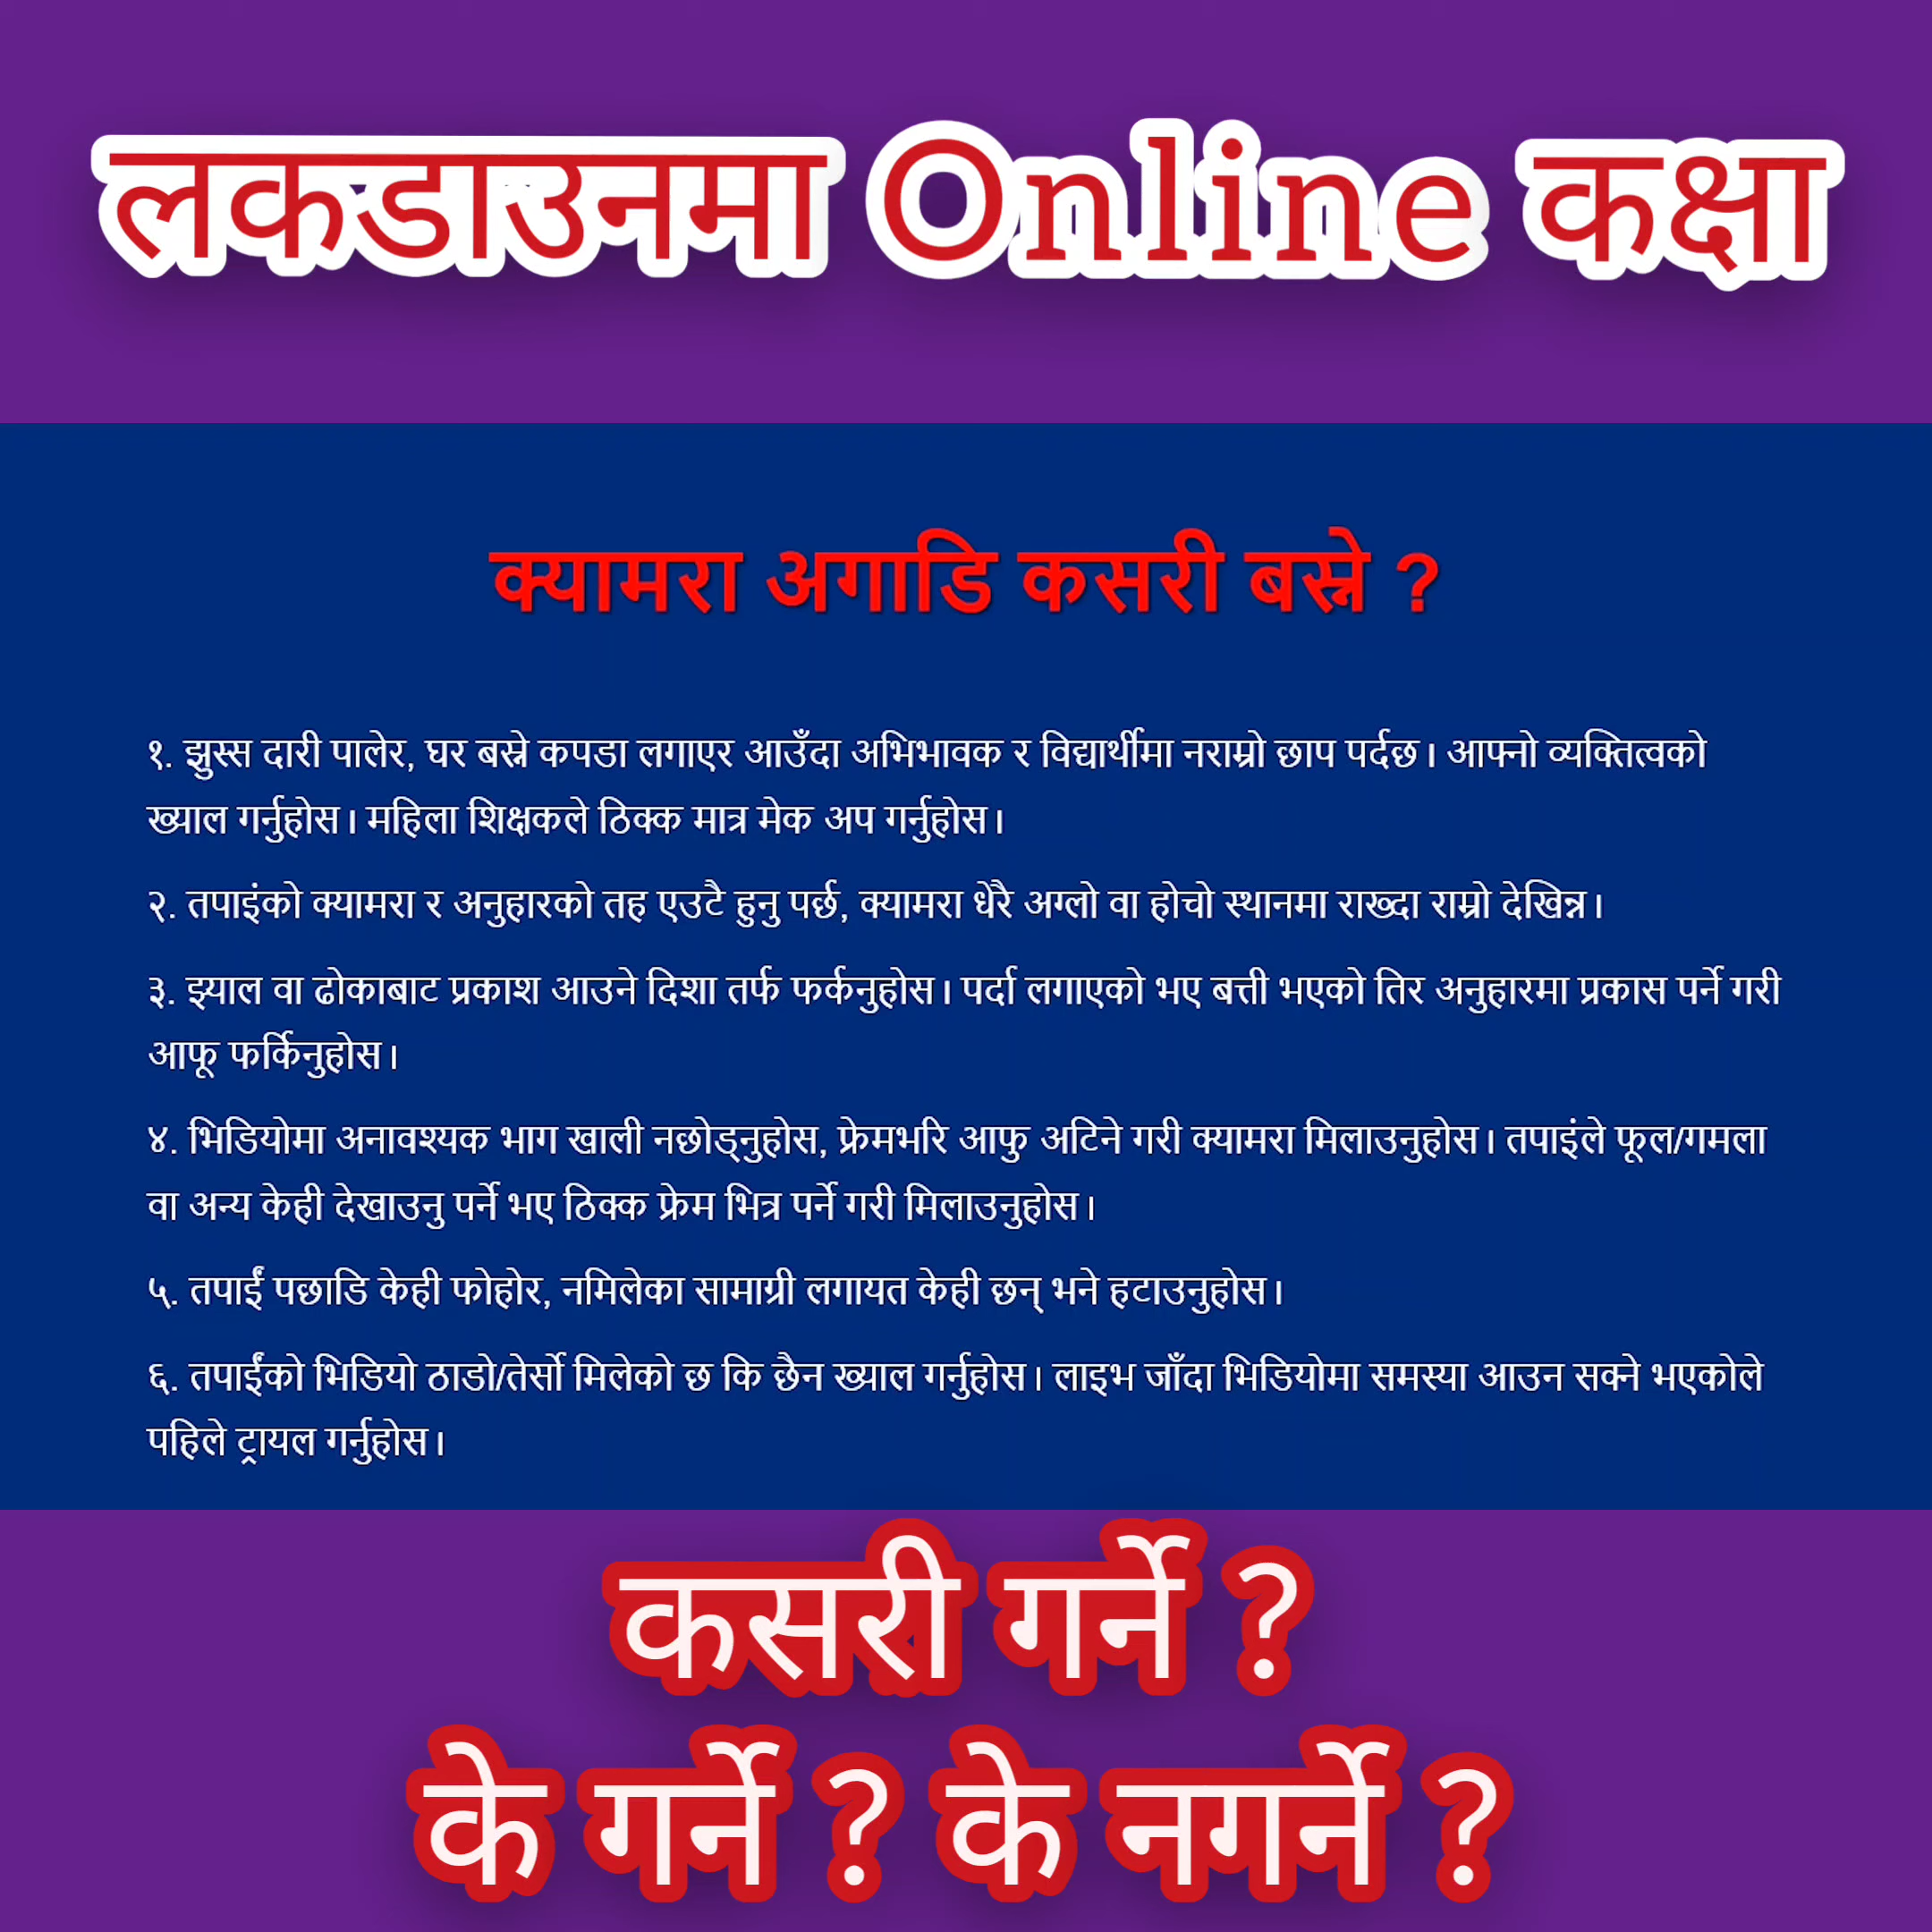 लकडाउनमा Online कक्षा
क्यामरा अगाडि कसरी बस्ने ?
१. झुस्स दारी पालेर, घर बस्ने कपडा लगाएर आउँदा अभिभावक र विद्यार्थीमा नराम्रो छाप पर्दछ । आफ्नो व्यक्तित्वको
ख्याल गर्नुहोस । महिला शिक्षकले ठिक्क मात्र मेक अप गर्नुहोस ।
२. तपाइंको क्यामरा र अनुहारको तह एउटै हुनु पर्छ, क्यामरा धेरै अग्लो वा होचो स्थानमा राख्दा राम्रो देखिन्न ।
३. झ्याल वा ढोकाबाट प्रकाश आउने दिशा तर्फ फर्कनुहोस । पर्दा लगाएको भए बत्ती भएको तिर अनुहारमा प्रकास पर्ने गरी
आफू फर्किनुहोस ।
४. भिडियोमा अनावश्यक भाग खाली नछोड्नुहोस, फ्रेमभरि आफु अटिने गरी क्यामरा मिलाउनुहोस । तपाइंले फूल/गमला
वा अन्य केही देखाउनु पर्ने भए ठिक्क फ्रेम भित्र पर्ने गरी मिलाउनुहोस ।
५. तपाईं पछाडि केही फोहोर, नमिलेका सामाग्री लगायत केही छन् भने हटाउनुहोस ।
६. तपाईंको भिडियो ठाडो/तेर्सो मिलेको छ कि छैन ख्याल गर्नुहोस । लाइभ जाँदा भिडियोमा समस्या आउन सक्ने भएकोले
पहिले ट्रायल गर्नुहोस ।
कसरी गर्ने ?
के गर्ने ? के नगर्ने ?